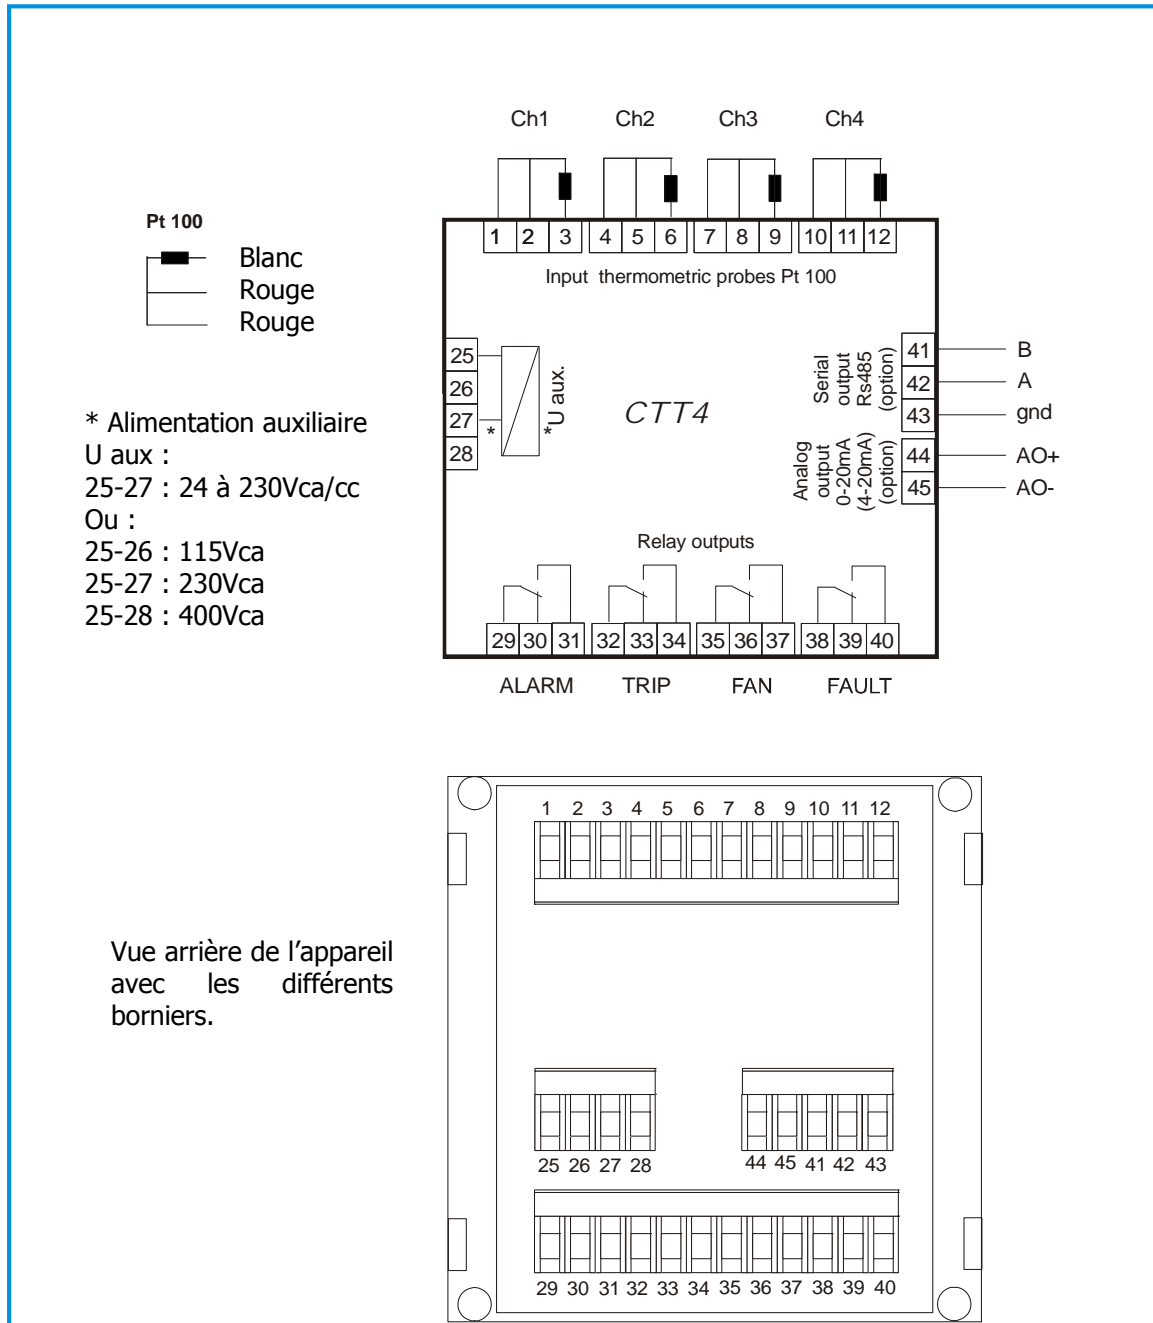 Ch1 Ch2 Ch3 Ch4
Pt 100
Blanc
Rouge
Rouge
1 2 3 4 5 6 7 8 9 10 11 12
Input thermometric probes Pt 100
25
26
27
28
*
*U aux.
CTT4
Serial
output
Rs485
(option)
41 B
42 A
43 gnd
Analog
output
0-20mA
(4-20mA)
(option)
44 AO+
45 AO-
* Alimentation auxiliaire
U aux :
25-27 : 24 à 230Vca/cc
Ou :
25-26 : 115Vca
25-27 : 230Vca
25-28 : 400Vca
Relay outputs
29 30 31 32 33 34 35 36 37 38 39 40
ALARM TRIP FAN FAULT
Vue arrière de l’appareil
avec les différents
borniers.
1 2 3 4 5 6 7 8 9 10 11 12
25 26 27 28 44 45 41 42 43
29 30 31 32 33 34 35 36 37 38 39 40